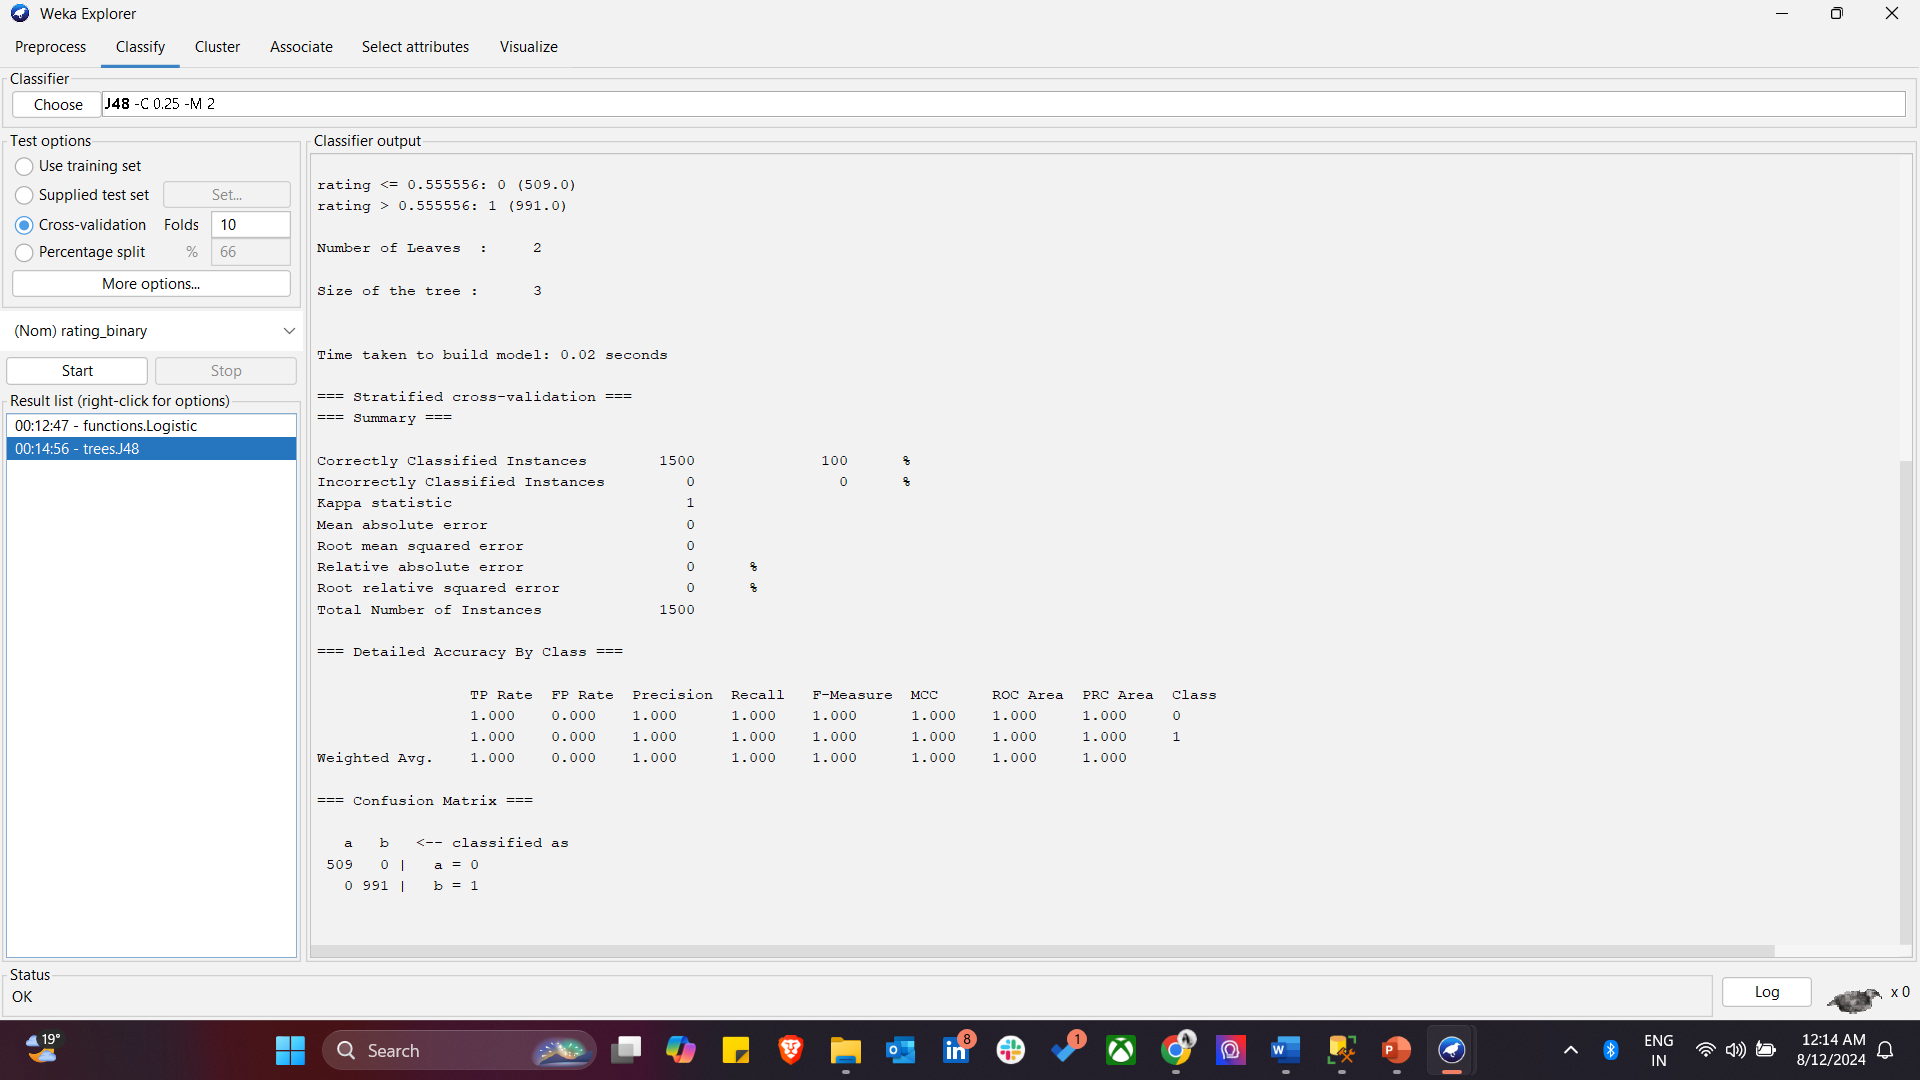 Weka Explorer
Preprocess Classify Cluster Associate Select attributes Visualize
Classifier
Choose J48 -C 0.25 -M 2
Test options
Use training set
Supplied test set Set...
Cross-validation Folds 10
Percentage split % 66
More options...
(Nom) rating_binary
Start Stop
Result list (right-click for options)
00:12:47 - functions.Logistic
00:14:56 - trees.J48
Classifier output
rating <= 0.555556: 0 (509.0)
rating > 0.555556: 1 (991.0)
Number of Leaves : 2
Size of the tree : 3
Time taken to build model: 0.02 seconds
=== Stratified cross-validation ===
=== Summary ===
Correctly Classified Instances 1500 100 %
Incorrectly Classified Instances 0 0 %
Kappa statistic 1
Mean absolute error 0
Root mean squared error 0
Relative absolute error 0 %
Root relative squared error 0 %
Total Number of Instances 1500
=== Detailed Accuracy By Class ===
TP Rate FP Rate Precision Recall F-Measure MCC ROC Area PRC Area Class
1.000 0.000 1.000 1.000 1.000 1.000 1.000 1.000 0
1.000 0.000 1.000 1.000 1.000 1.000 1.000 1.000 1
Weighted Avg. 1.000 0.000 1.000 1.000 1.000 1.000 1.000 1.000
=== Confusion Matrix ===
a b <-- classified as
509 0 | a = 0
0 991 | b = 1
Status
OK
Log x 0
19°
Search
8
1
ENG
IN
12:14 AM
8/12/2024